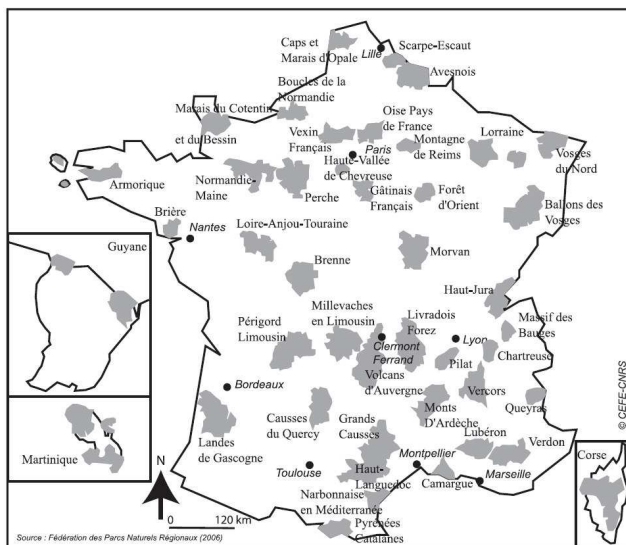 Caps et
Marais d'Opale
Lille
Scarpe-Escaut
Avesnois
Boucles de la
Normandie
Marais du Cotentin
et du Bessin
Oise Pays
de France
Vexin
Français
Montagne
de Reims
Lorraine
Vosges
du Nord
Paris
Haute-Vallée
de Chevreuse
Armorique
Normandie-
Maine
Perche
Gâtinais
Français
Forêt
d'Orient
Ballons des
Vosges
Brière
Nantes
Loire-Anjou-Touraine
Guyane
Brenne
Morvan
Haut-Jura
Millevaches
en Limousin
Livradois
Forez
Périgord
Limousin
Massif des
Bauges
Clermont
Ferrand
Lyon
Chartreuse
Pilat
Volcans
d'Auvergne
Vercors
Bordeaux
Queyras
Causses
du Quercy
Grands
Causses
Monts
D'Ardèche
Landes
de Gascogne
Lubéron
Verdon
Martinique
Montpellier
Corse
Toulouse
Haut-
Languedoc
Camargue
Marseille
Narbonnaise
en Méditerranée
Pyrénées
Catalanes
N
0 120 km
Source : Fédération des Parcs Naturels Régionaux (2006)
© CEFE-CNRS